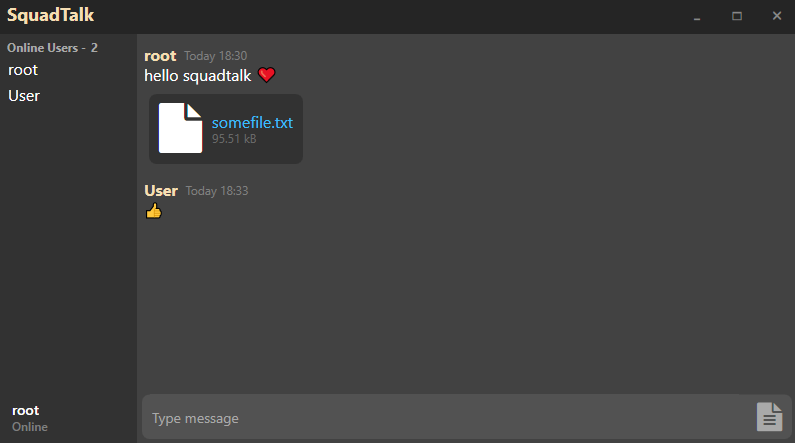 SquadTalk
Online Users - 2
root
User
root Today 18:30
hello squadtalk ❤️
somefile.txt
95.51 kB
User Today 18:33
👍
root
Online
Type message